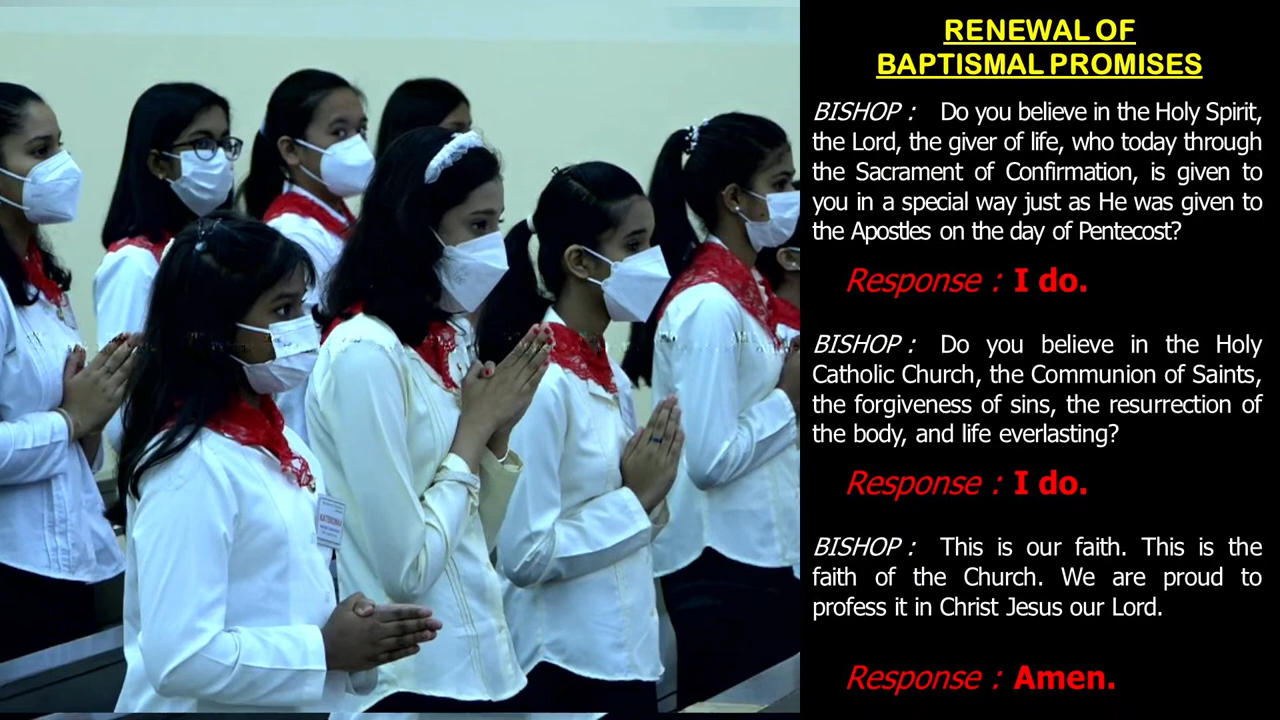 RENEWAL OF
BAPTISMAL PROMISES
BISHOP : Do you believe in the Holy Spirit,
the Lord, the giver of life, who today through
the Sacrament of Confirmation, is given to
you in a special way just as He was given to
the Apostles on the day of Pentecost?
Response : I do.
BISHOP : Do you believe in the Holy
Catholic Church, the Communion of Saints,
the forgiveness of sins, the resurrection of
the body, and life everlasting?
Response : I do.
BISHOP : This is our faith. This is the
faith of the Church. We are proud to
profess it in Christ Jesus our Lord.
Response : Amen.